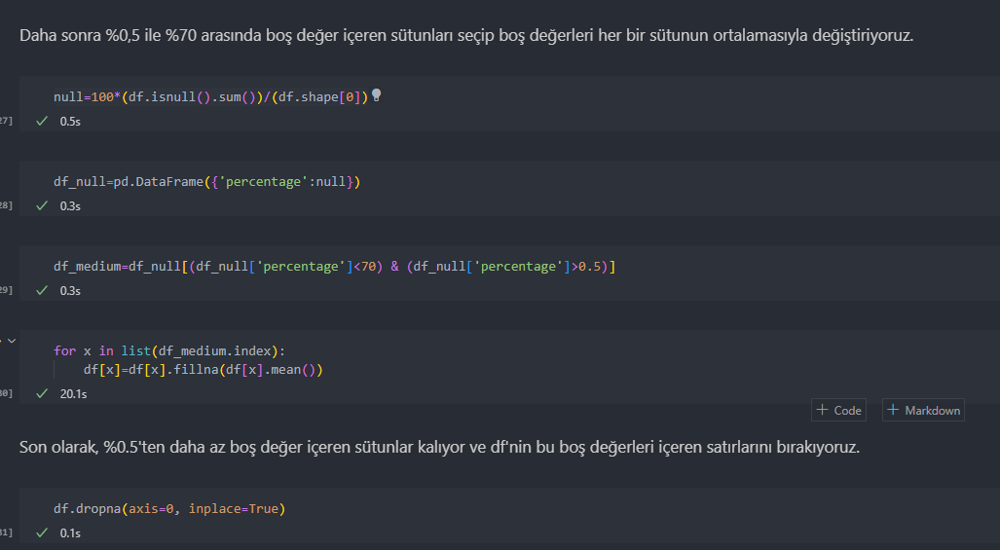 Daha sonra %0,5 ile %70 arasında boş değer içeren sütunları seçip boş değerleri her bir sütunun ortalamasıyla değiştiriyoruz.
null=100*(df.isnull().sum())/(df.shape[0])
27]
0.5s
df_null=pd.DataFrame({'percentage':null})
28]
0.3s
df_medium=df_null[(df_null['percentage']<70) & (df_null['percentage']>0.5)]
29]
0.3s
for x in list(df_medium.index):
df[x]=df[x].fillna(df[x].mean())
30]
20.1s
+ Code + Markdown
Son olarak, %0.5'ten daha az boş değer içeren sütunlar kalıyor ve df'nin bu boş değerleri içeren satırlarını bırakıyoruz.
df.dropna(axis=0, inplace=True)
31]
0.1s